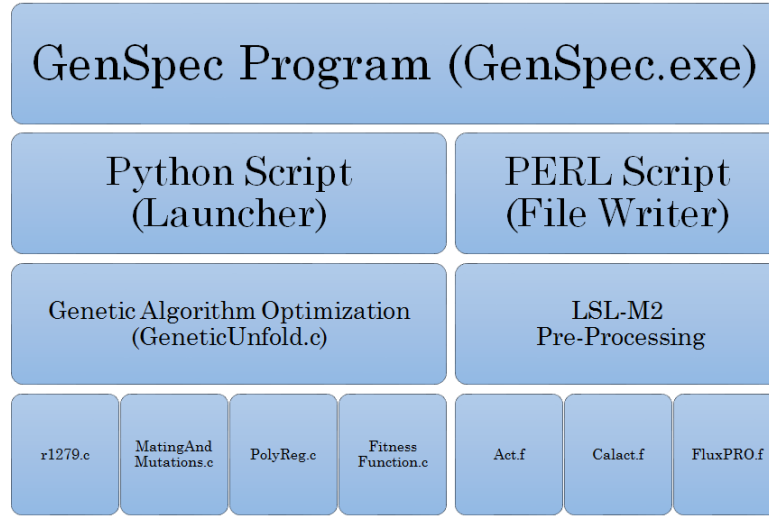 GenSpec Program (GenSpec.exe)
Python Script
(Launcher)
PERL Script
(File Writer)
Genetic Algorithm Optimization
(GeneticUnfold.c)
LSL-M2
Pre-Processing
r1279.c
MatingAnd
Mutations.c
PolyReg.c
Fitness
Function.c
Act.f
Calact.f
FluxPRO.f